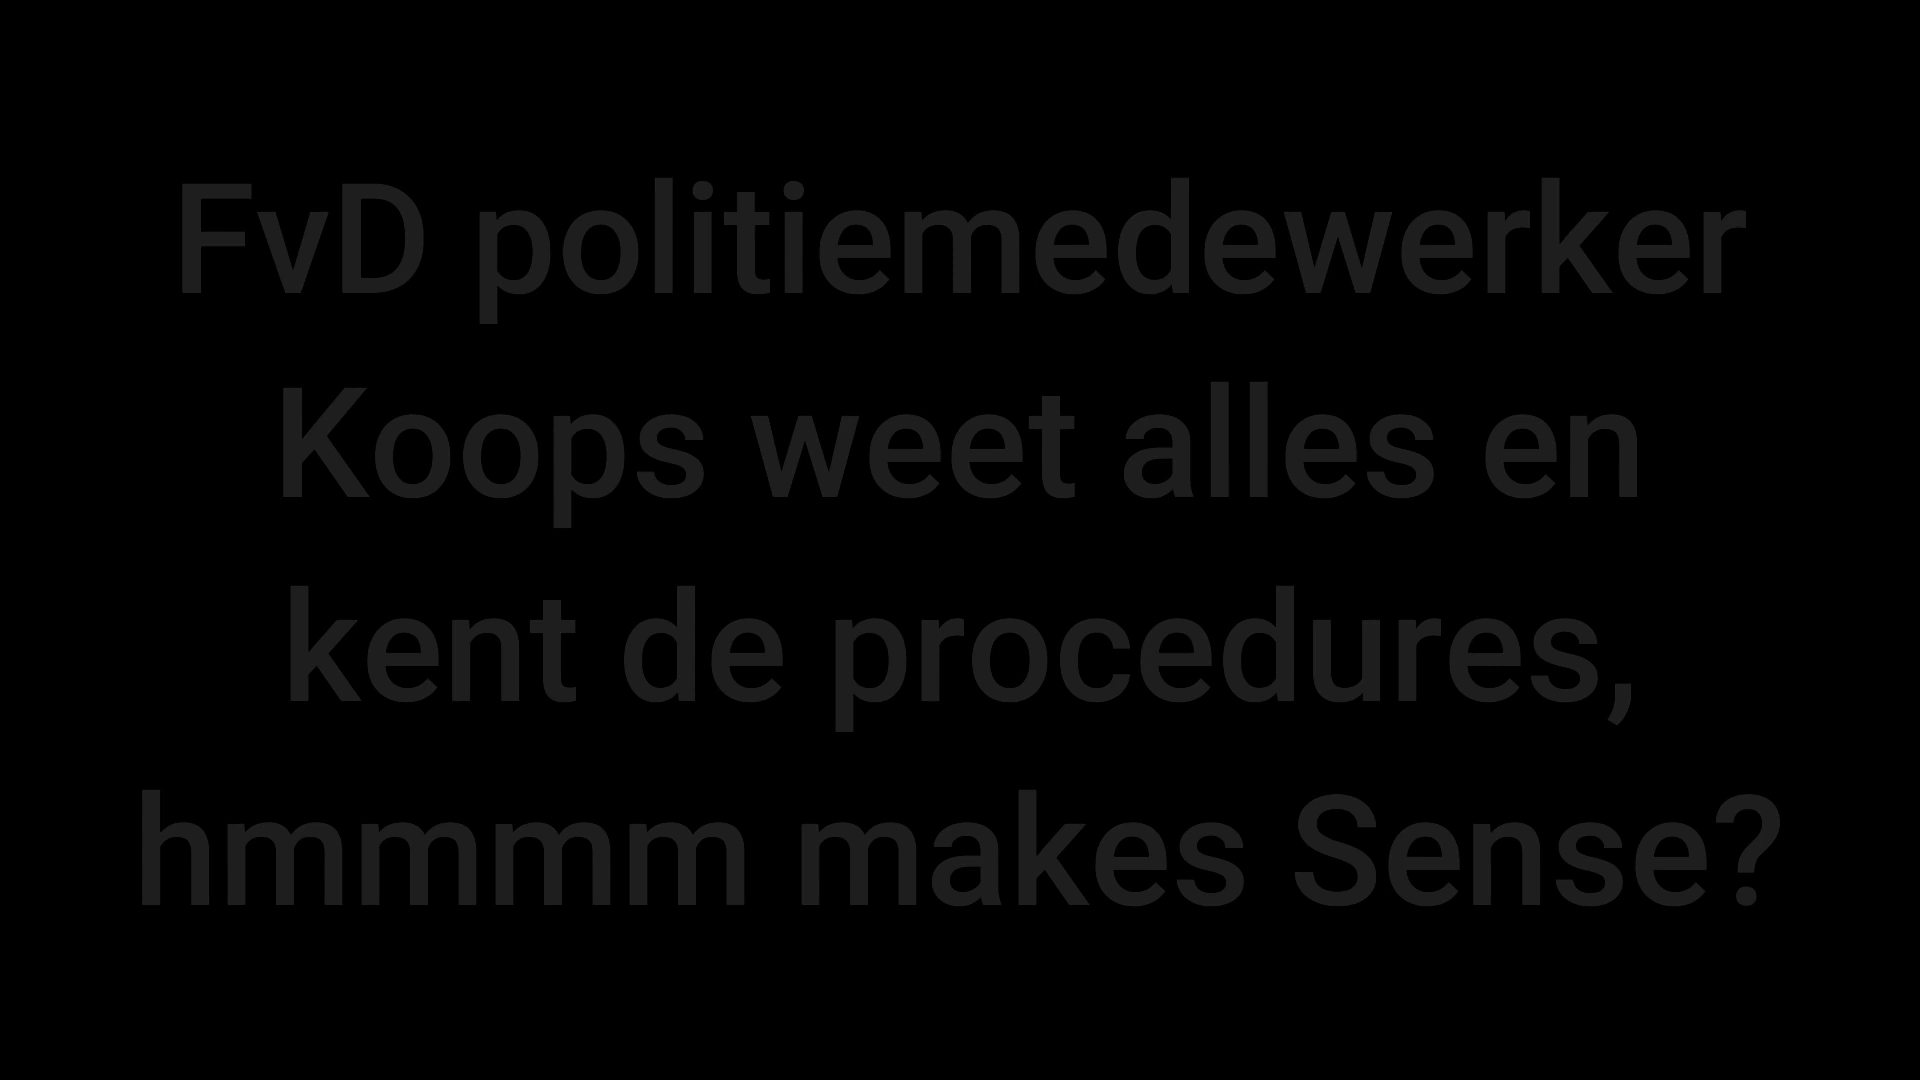 FvD politiemedewerker
Koops weet alles en
kent de procedures,
hmmmm makes Sense?